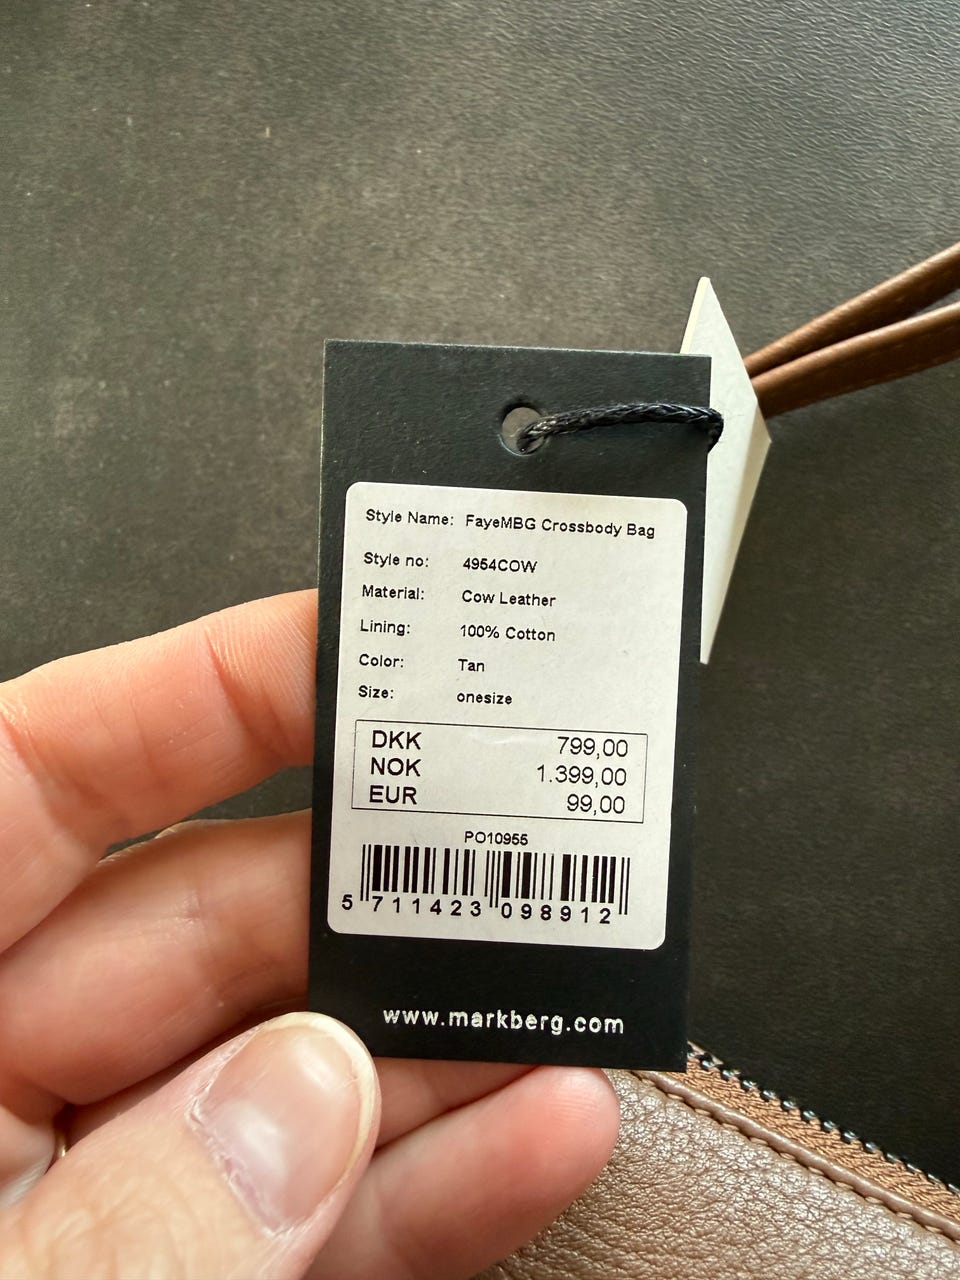 Style Name: FayeMBG Crossbody Bag
Style no: 4954COW
Material: Cow Leather
Lining: 100% Cotton
Color: Tan
Size: onesize
DKK 799,00
NOK 1.399,00
EUR 99,00
PO10955
5 711423 098912
www.markberg.com